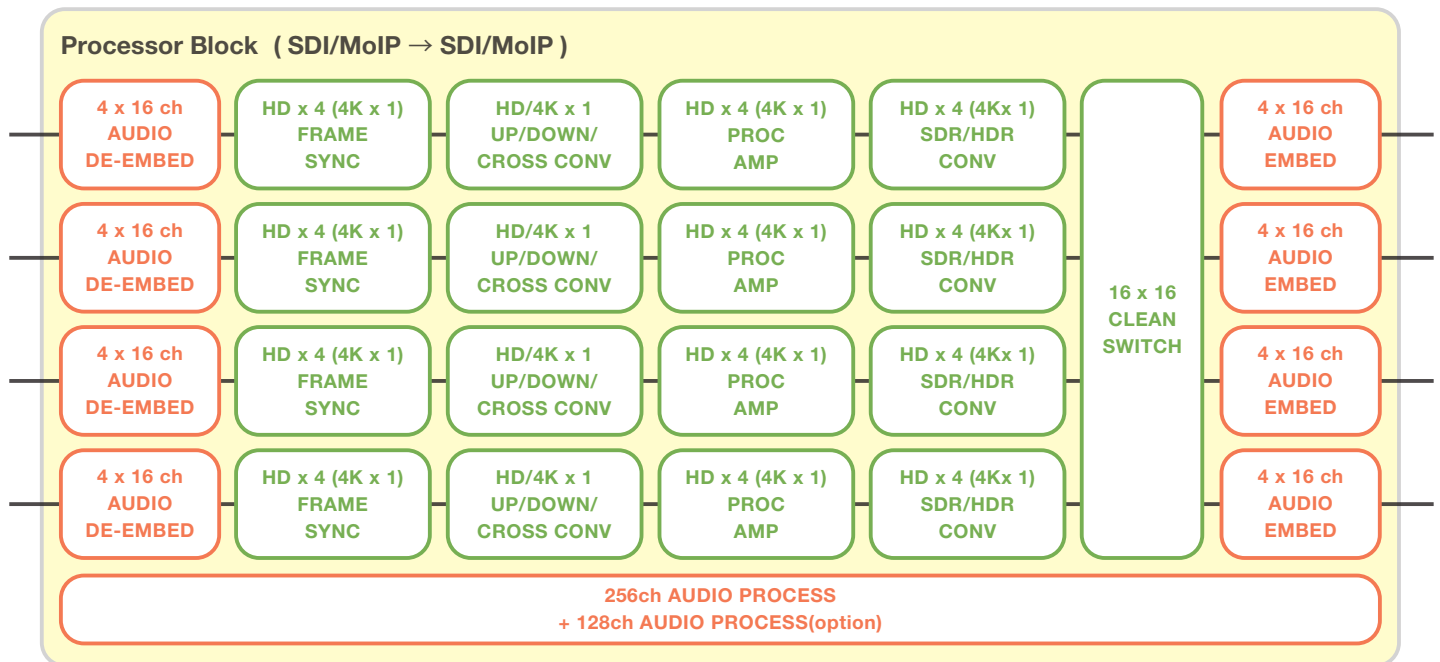 Processor Block ( SDI/MoIP → SDI/MoIP )
4 x 16 ch
AUDIO
DE-EMBED
HD x 4 (4K x 1)
FRAME
SYNC
HD/4K x 1
UP/DOWN/
CROSS CONV
HD x 4 (4K x 1)
PROC
AMP
HD x 4 (4Kx 1)
SDR/HDR
CONV
4 x 16 ch
AUDIO
EMBED
4 x 16 ch
AUDIO
DE-EMBED
HD x 4 (4K x 1)
FRAME
SYNC
HD/4K x 1
UP/DOWN/
CROSS CONV
HD x 4 (4K x 1)
PROC
AMP
HD x 4 (4Kx 1)
SDR/HDR
CONV
16 x 16
CLEAN
SWITCH
4 x 16 ch
AUDIO
EMBED
4 x 16 ch
AUDIO
DE-EMBED
HD x 4 (4K x 1)
FRAME
SYNC
HD/4K x 1
UP/DOWN/
CROSS CONV
HD x 4 (4K x 1)
PROC
AMP
HD x 4 (4Kx 1)
SDR/HDR
CONV
4 x 16 ch
AUDIO
EMBED
4 x 16 ch
AUDIO
DE-EMBED
HD x 4 (4K x 1)
FRAME
SYNC
HD/4K x 1
UP/DOWN/
CROSS CONV
HD x 4 (4K x 1)
PROC
AMP
HD x 4 (4Kx 1)
SDR/HDR
CONV
4 x 16 ch
AUDIO
EMBED
256ch AUDIO PROCESS
+ 128ch AUDIO PROCESS(option)